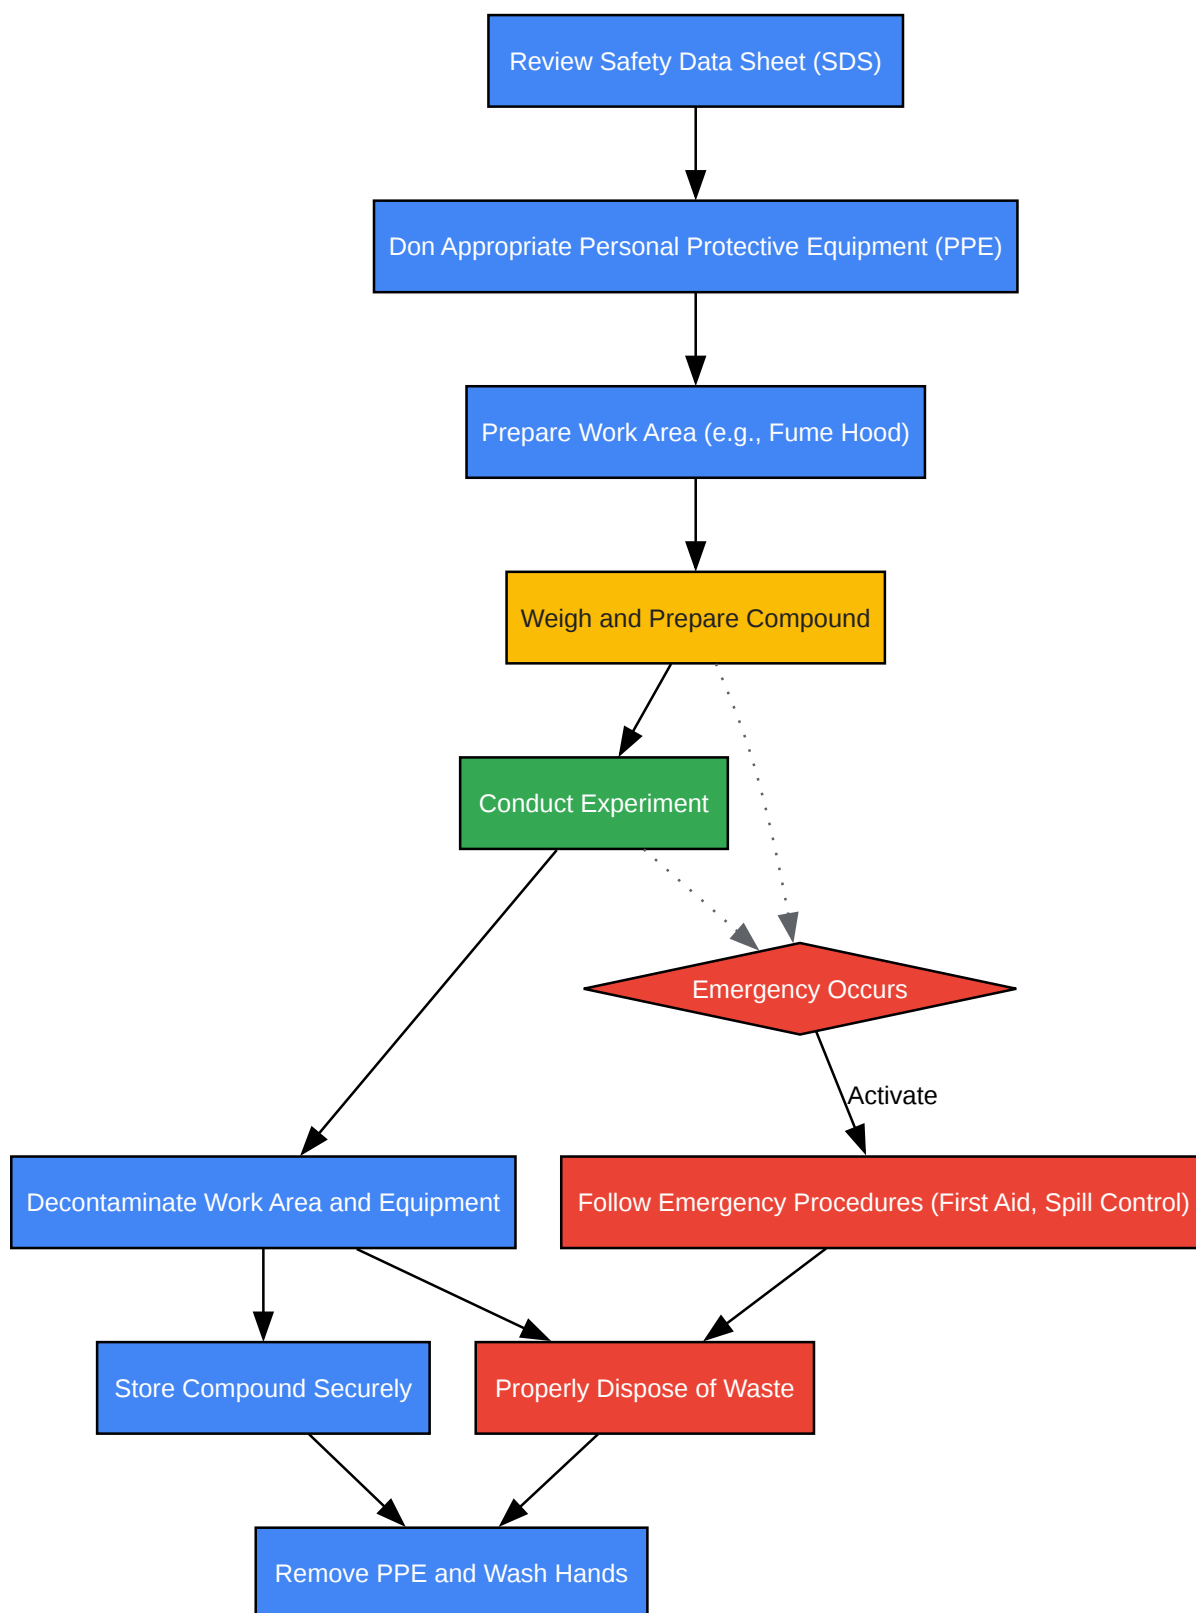 Review Safety Data Sheet (SDS)
Don Appropriate Personal Protective Equipment (PPE)
Prepare Work Area (e.g., Fume Hood)
Weigh and Prepare Compound
Conduct Experiment
Emergency Occurs
Activate
Decontaminate Work Area and Equipment
Follow Emergency Procedures (First Aid, Spill Control)
Store Compound Securely
Properly Dispose of Waste
Remove PPE and Wash Hands